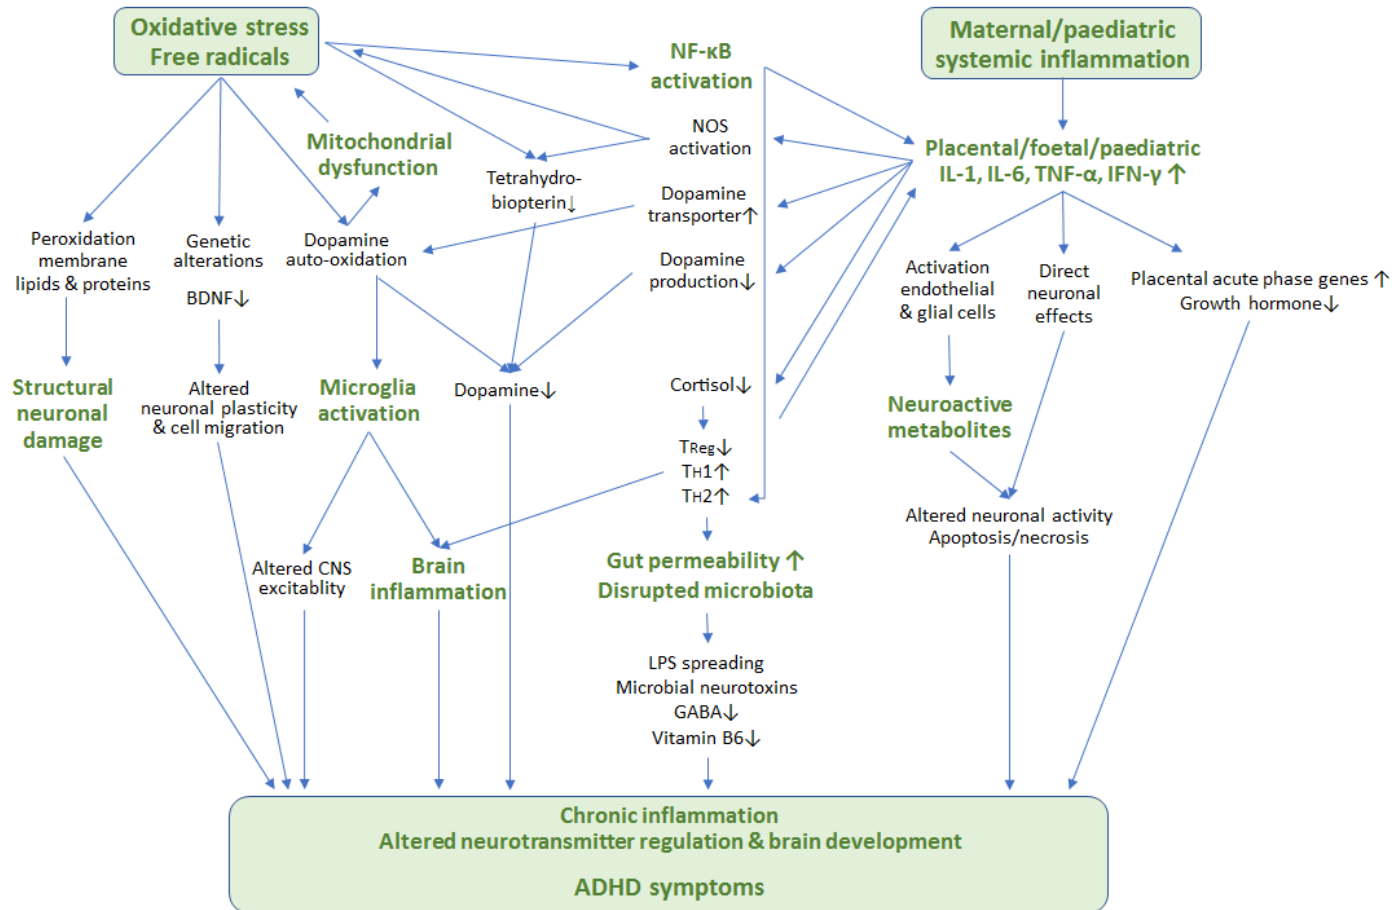 Oxidative stress
Free radicals
NF-κB
activation
Maternal/paediatric
systemic inflammation
Mitochondrial
dysfunction
NOS
activation
Placental/foetal/paediatric
IL-1, IL-6, TNF-α, IFN-γ ↑
Tetrahydro-
biopterin↓
Dopamine
transporter↑
Peroxidation
membrane
lipids & proteins
Genetic
alterations
BDNF↓
Dopamine
auto-oxidation
Dopamine
production↓
Activation
endothelial
& glial cells
Direct
neuronal
effects
Placental acute phase genes ↑
Growth hormone↓
Structural
neuronal
damage
Altered
neuronal plasticity
& cell migration
Microglia
activation
Dopamine↓
Cortisol↓
Neuroactive
metabolites
TReg↓
TH1↑
TH2↑
Altered neuronal activity
Apoptosis/necrosis
Altered CNS
excitablity
Brain
inflammation
Gut permeability ↑
Disrupted microbiota
LPS spreading
Microbial neurotoxins
GABA↓
Vitamin B6↓
Chronic inflammation
Altered neurotransmitter regulation & brain development
ADHD symptoms